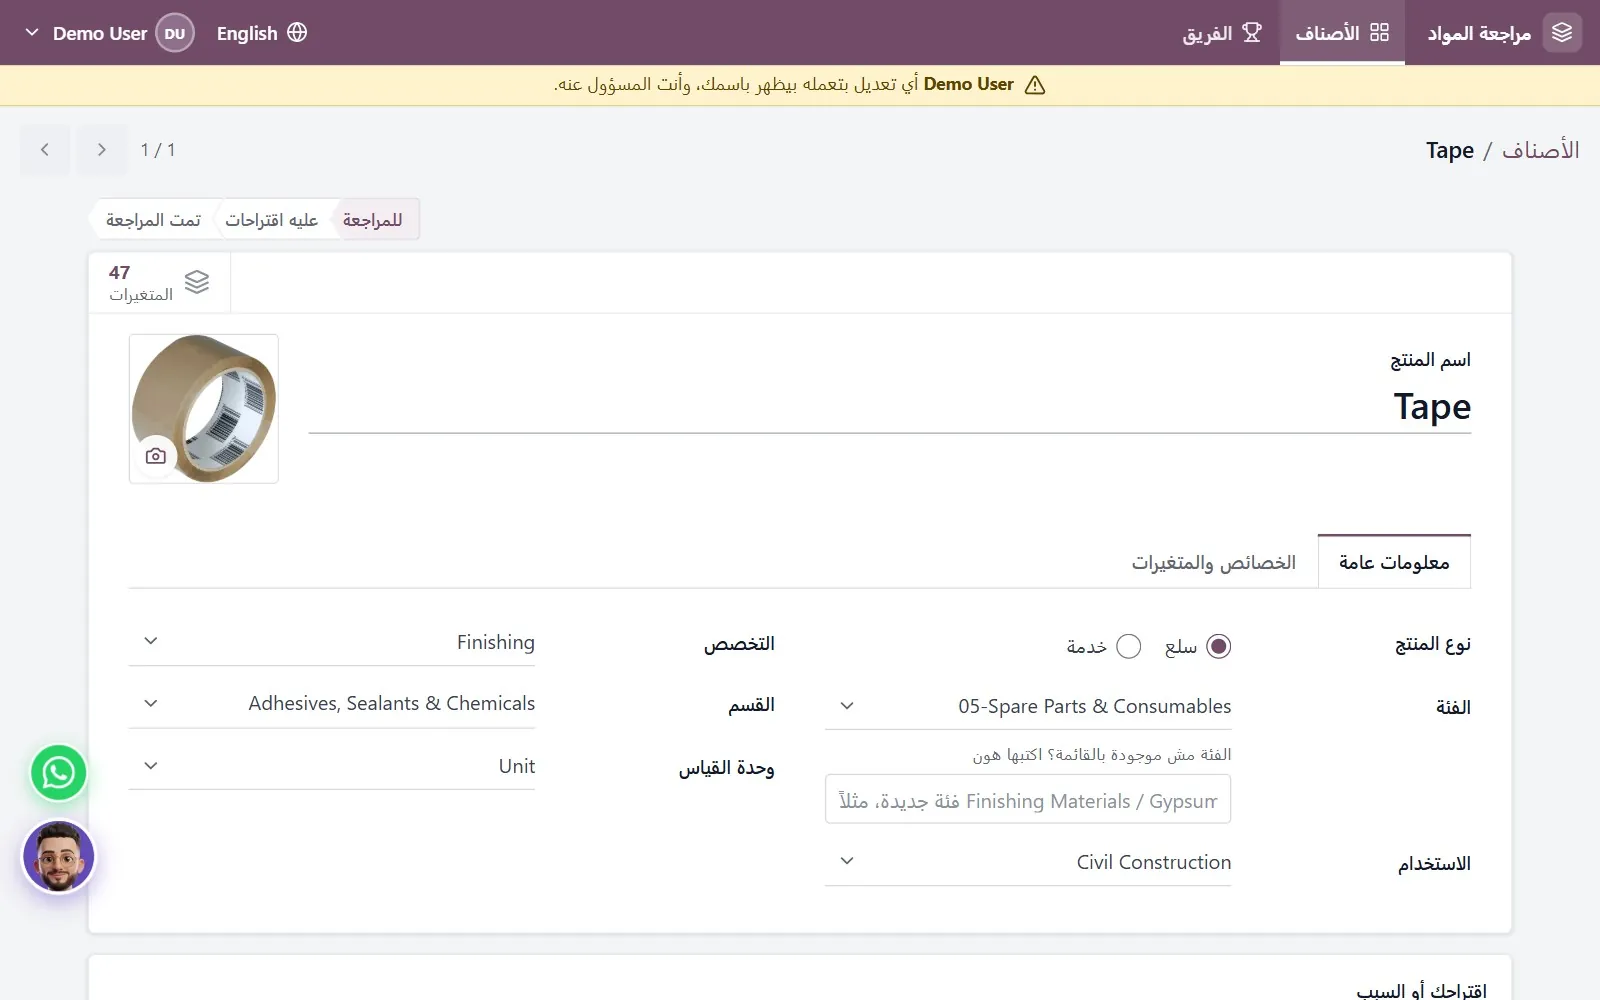 مراجعة المواد
الأصناف
الفريق
English
DU
Demo User
Demo User أي تعديل بتعمله بيظهر باسمك، وأنت المسؤول عنه.
الأصناف / Tape
1 / 1
للمراجعة
عليه اقتراحات
تمت المراجعة
47
المتغيرات
اسم المنتج
Tape
معلومات عامة
الخصائص والمتغيرات
نوع المنتج
سلع
خدمة
الفئة
05-Spare Parts & Consumables
الفئة مش موجودة بالقائمة؟ اكتبها هون
فئة جديدة، مثلاً Finishing Materials / Gypsum
الاستخدام
Civil Construction
التخصص
Finishing
القسم
Adhesives, Sealants & Chemicals
وحدة القياس
Unit
اقتراحك أو السبب